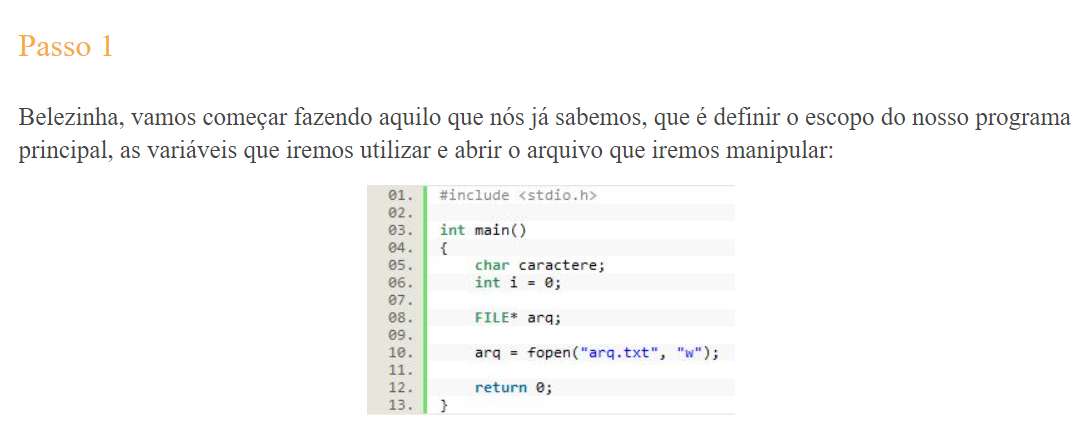 Passo 1
Belezinha, vamos começar fazendo aquilo que nós já sabemos, que é definir o escopo do nosso programa
principal, as variáveis que iremos utilizar e abrir o arquivo que iremos manipular:
01. #include <stdio.h>
02.
03. int main()
04. {
05.     char caractere;
06.     int i = 0;
07.
08.     FILE* arq;
09.
10.     arq = fopen("arq.txt", "w");
11.
12.     return 0;
13. }